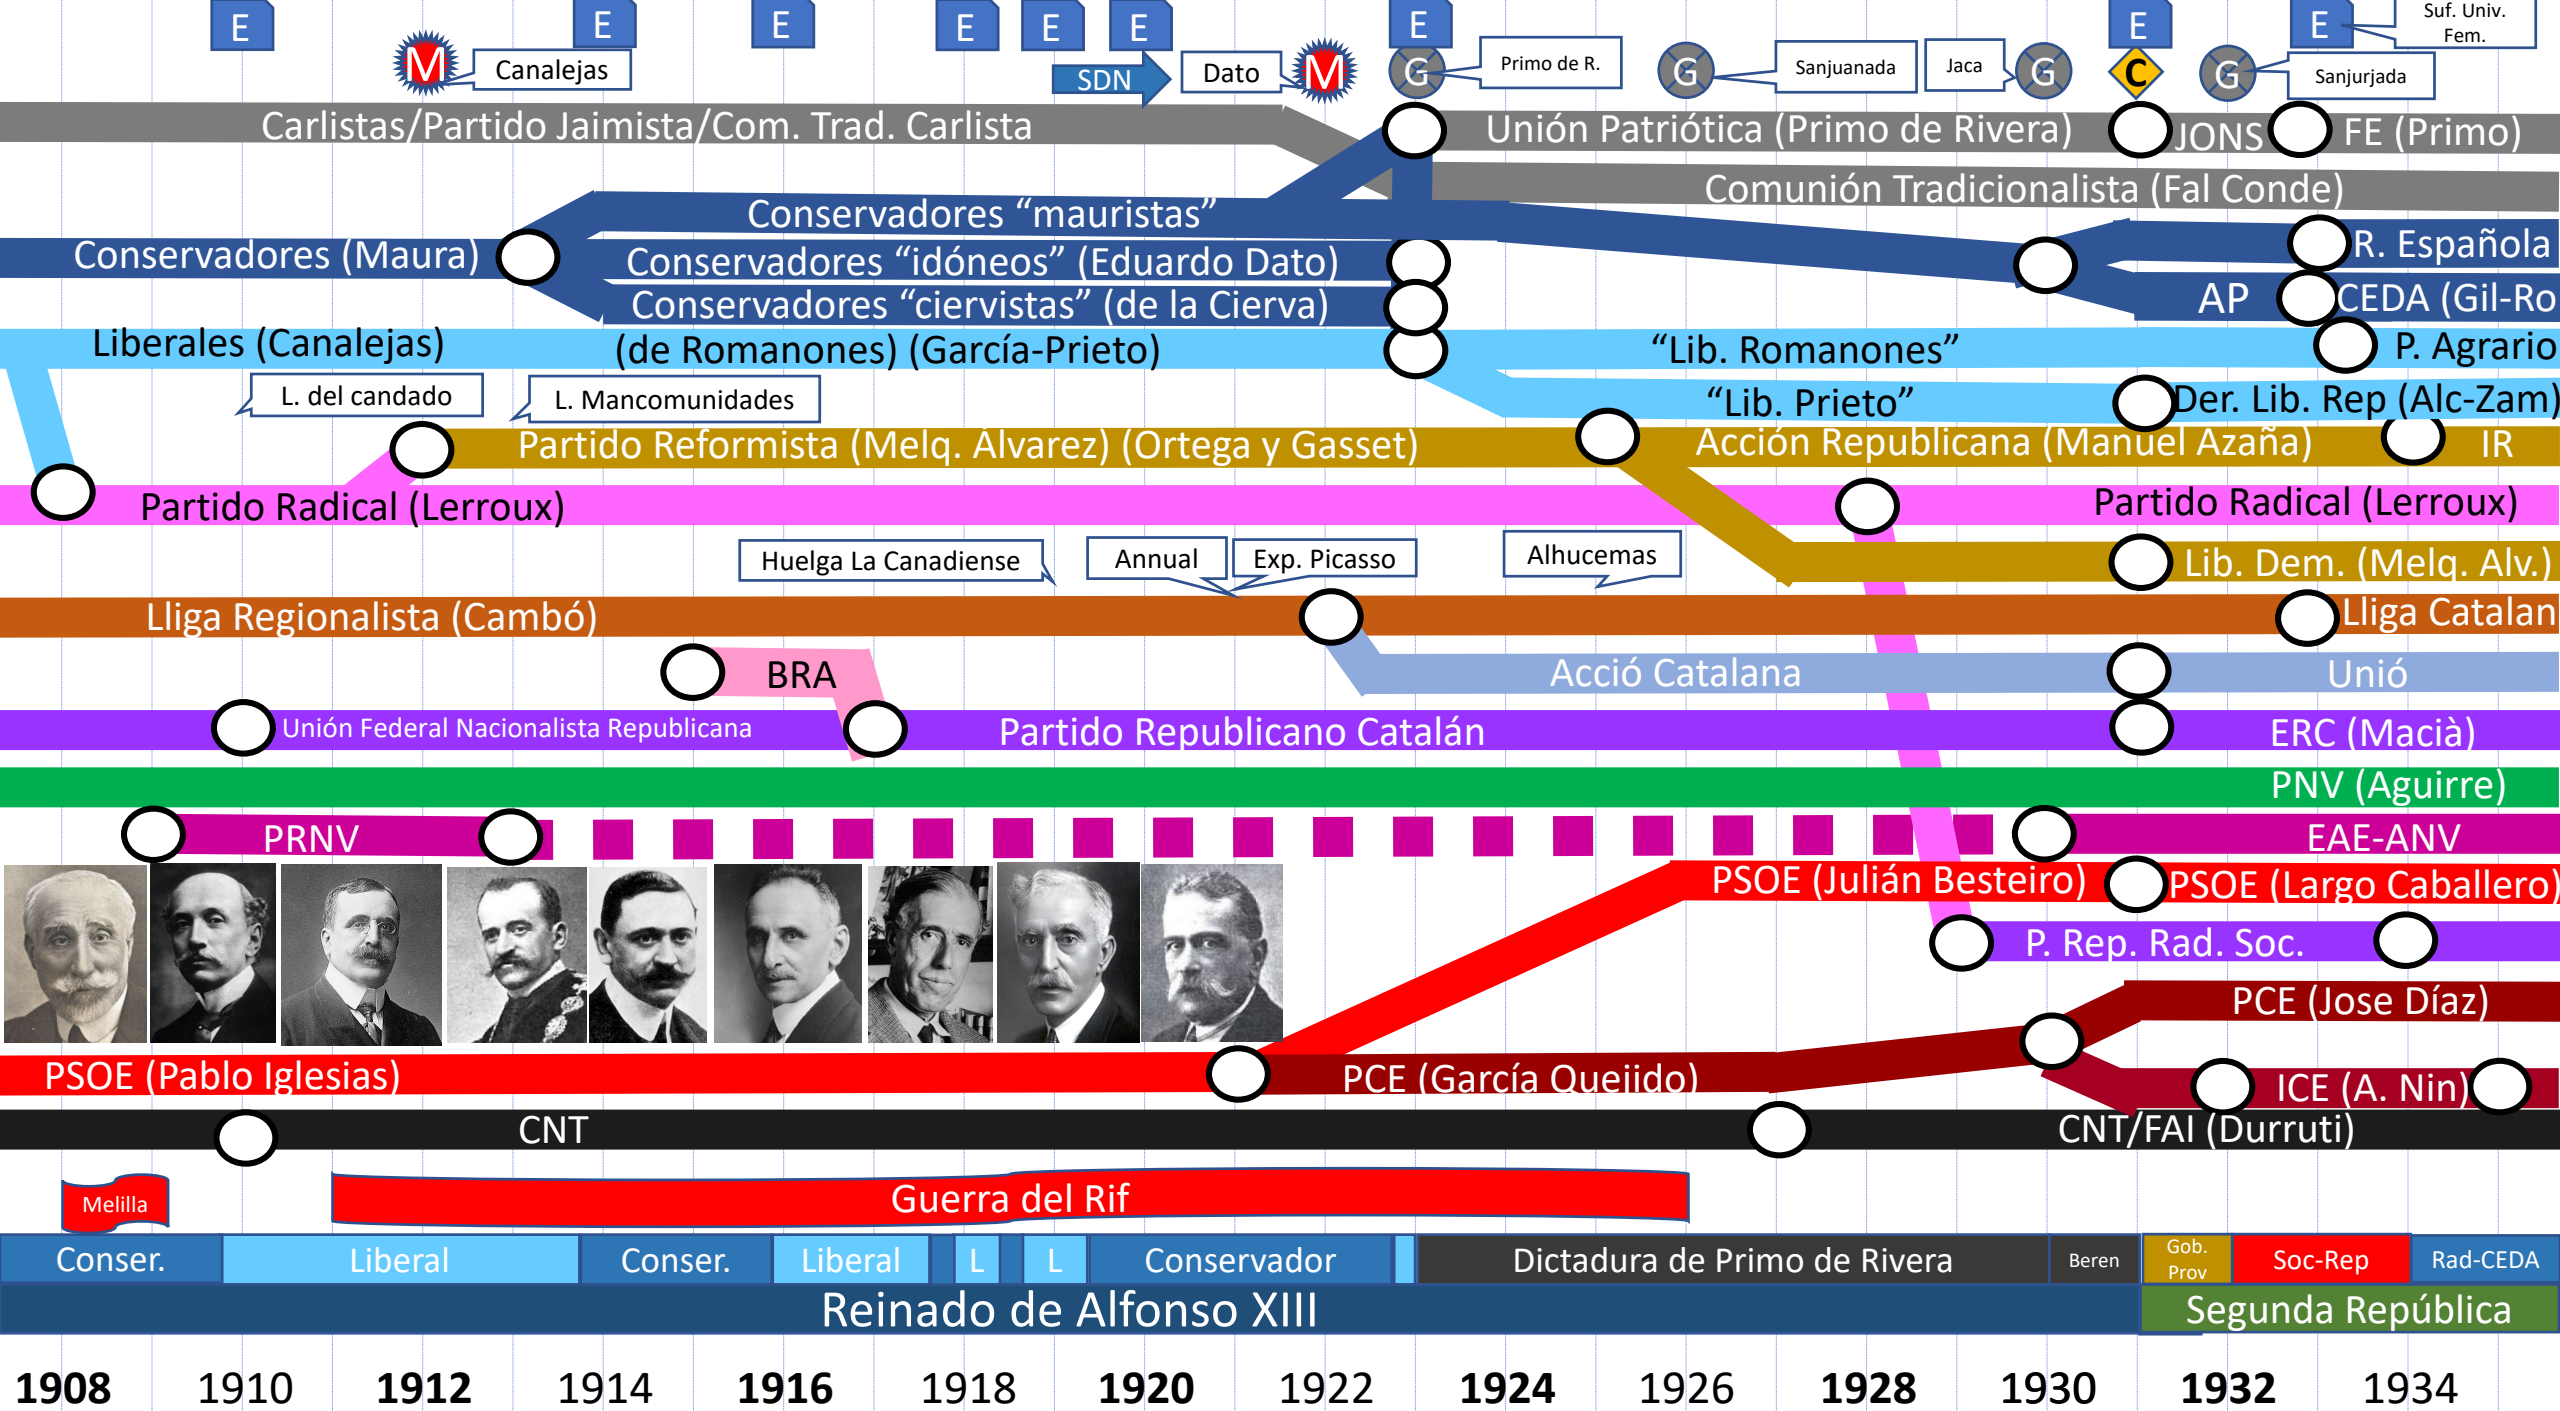 E E E E E E E E E
Suf. Univ.
Fem.
M Canalejas SDN Dato M G Primo de R. G Sanjuanada Jaca G C G Sanjurjada
Carlistas/Partido Jaimista/Com. Trad. Carlista Unión Patriótica (Primo de Rivera) JONS FE (Primo)
Comunión Tradicionalista (Fal Conde)
Conservadores “mauristas”
Conservadores (Maura) Conservadores “idóneos” (Eduardo Dato) R. Española
Conservadores “ciervistas” (de la Cierva) AP CEDA (Gil-Ro
Liberales (Canalejas) (de Romanones) (García-Prieto) “Lib. Romanones” P. Agrario
L. del candado L. Mancomunidades “Lib. Prieto” Der. Lib. Rep (Alc-Zam)
Partido Reformista (Melq. Álvarez) (Ortega y Gasset) Acción Republicana (Manuel Azaña) IR
Partido Radical (Lerroux) Partido Radical (Lerroux)
Huelga La Canadiense Annual Exp. Picasso Alhucemas Lib. Dem. (Melq. Alv.)
Lliga Regionalista (Cambó) Lliga Catalan
BRA Acció Catalana Unió
Unión Federal Nacionalista Republicana Partido Republicano Catalán ERC (Macià)
PNV (Aguirre)
PRNV EAE-ANV
PSOE (Julián Besteiro) PSOE (Largo Caballero)
P. Rep. Rad. Soc.
PCE (Jose Díaz)
PSOE (Pablo Iglesias) PCE (García Quejido) ICE (A. Nin)
CNT CNT/FAI (Durruti)
Melilla Guerra del Rif
Conser. Liberal Conser. Liberal L L Conservador Dictadura de Primo de Rivera Beren Gob. Soc-Rep Rad-CEDA
Prov
Reinado de Alfonso XIII Segunda República
1908 1910 1912 1914 1916 1918 1920 1922 1924 1926 1928 1930 1932 1934